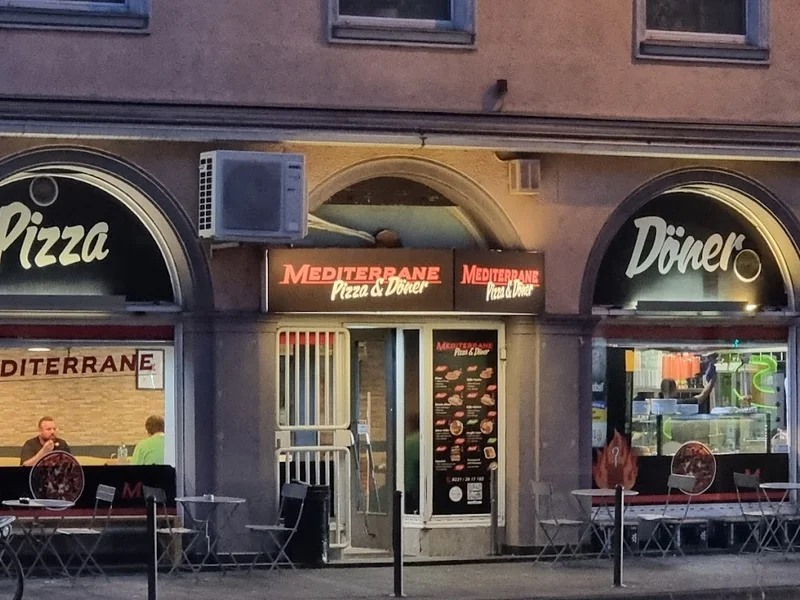 Pizza
MEDITERRANE
Pizza & Döner
MEDITERRANE
Pizza & Döner
Döner
DITERRANE
MEDITERRANE
Pizza & Döner
M